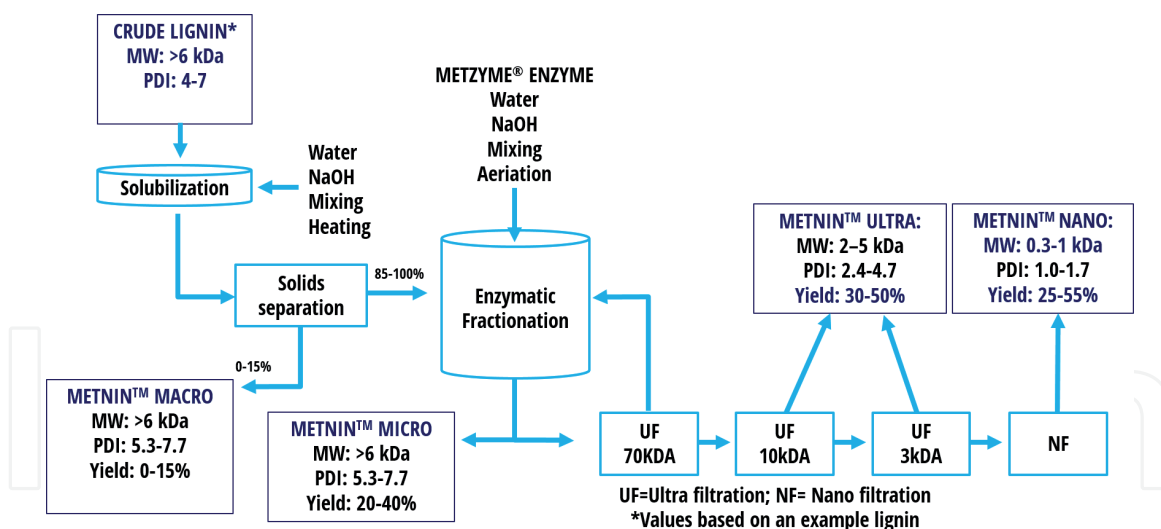 CRUDE LIGNIN*
MW: >6 kDa
PDI: 4-7
Solubilization
Water
NaOH
Mixing
Heating
METZYME® ENZYME
Water
NaOH
Mixing
Aeriation
Solids
separation
85-100%
0-15%
Enzymatic
Fractionation
METNIN™ MACRO
MW: >6 kDa
PDI: 5.3-7.7
Yield: 0-15%
METNIN™ MICRO
MW: >6 kDa
PDI: 5.3-7.7
Yield: 20-40%
METNIN™ ULTRA:
MW: 2–5 kDa
PDI: 2.4-4.7
Yield: 30-50%
METNIN™ NANO:
MW: 0.3-1 kDa
PDI: 1.0-1.7
Yield: 25-55%
UF
70KDA
UF
10kDA
UF
3kDA
NF
UF=Ultra filtration; NF= Nano filtration
*Values based on an example lignin